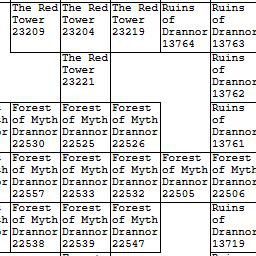 The Red
Tower
23209
The Red
Tower
23204
The Red
Tower
23219
Ruins
of
Drannor
13764
Ruins
of
Drannor
13763
The Red
Tower
23221
Ruins
of
Drannor
13762
Forest
of Myth
Drannor
22530
Forest
of Myth
Drannor
22525
Forest
of Myth
Drannor
22526
Ruins
of
Drannor
13761
Forest
of Myth
Drannor
22557
Forest
of Myth
Drannor
22533
Forest
of Myth
Drannor
22532
Forest
of Myth
Drannor
22505
Forest
of Myth
Drannor
22506
Forest
of Myth
Drannor
22538
Forest
of Myth
Drannor
22539
Forest
of Myth
Drannor
22547
Ruins
of
Drannor
13719